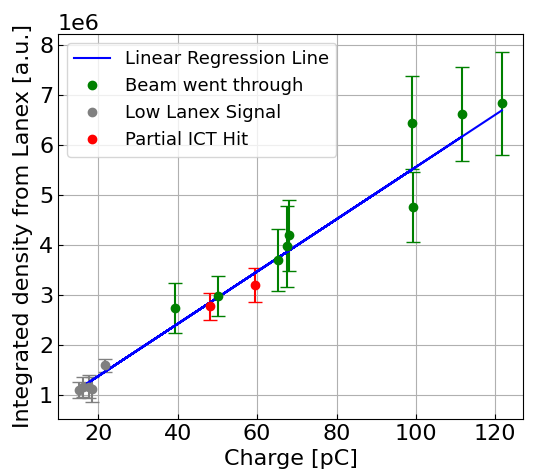 1e6
Integrated density from Lanex [a.u.]
8
7
6
5
4
3
2
1
Linear Regression Line
Beam went through
Low Lanex Signal
Partial ICT Hit
20 40 60 80 100 120
Charge [pC]